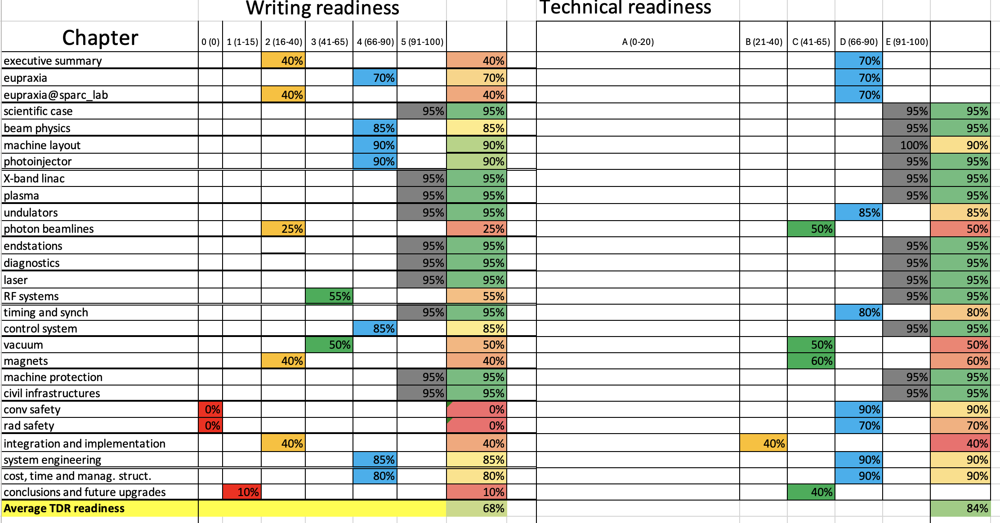 Writing readiness Technical readiness
Chapter 0 (0) 1 (1-15) 2 (16-40) 3 (41-65) 4 (66-90) 5 (91-100) A (0-20) B (21-40) C (41-65) D (66-90) E (91-100)
executive summary 40% 40% 70%
eupraxia 70% 70% 70%
eupraxia@sparc_lab 40% 40% 70%
scientific case 95% 95% 95% 95%
beam physics 85% 85% 95% 95%
machine layout 90% 90% 100% 90%
photoinjector 90% 90% 95% 95%
X-band linac 95% 95% 95% 95%
plasma 95% 95% 95% 95%
undulators 95% 95% 85% 85%
photon beamlines 25% 25% 50% 50%
endstations 95% 95% 95% 95%
diagnostics 95% 95% 95% 95%
laser 95% 95% 95% 95%
RF systems 55% 55% 95% 95%
timing and synch 95% 95% 80% 80%
control system 85% 85% 95% 95%
vacuum 50% 50% 50% 50%
magnets 40% 40% 60% 60%
machine protection 95% 95% 95% 95%
civil infrastructures 95% 95% 95% 95%
conv safety 0% 0% 90% 90%
rad safety 0% 0% 70% 70%
integration and implementation 40% 40% 40% 40%
system engineering 85% 85% 90% 90%
cost, time and manag. struct. 80% 80% 90% 90%
conclusions and future upgrades 10% 10% 40%
Average TDR readiness 68% 84%